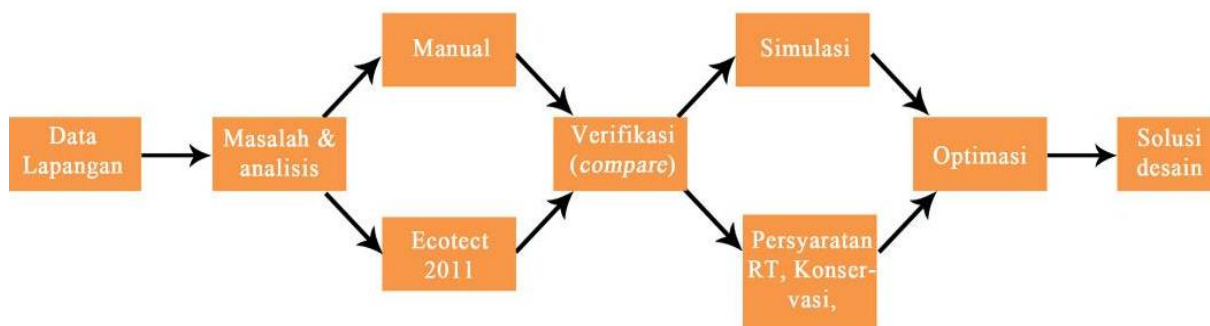 Data
Lapangan
Masalah &
analisis
Manual
Ecotect
2011
Verifikasi
(compare)
Simulasi
Persyaratan
RT, Konser-
vasi,
Optimasi
Solusi
desain